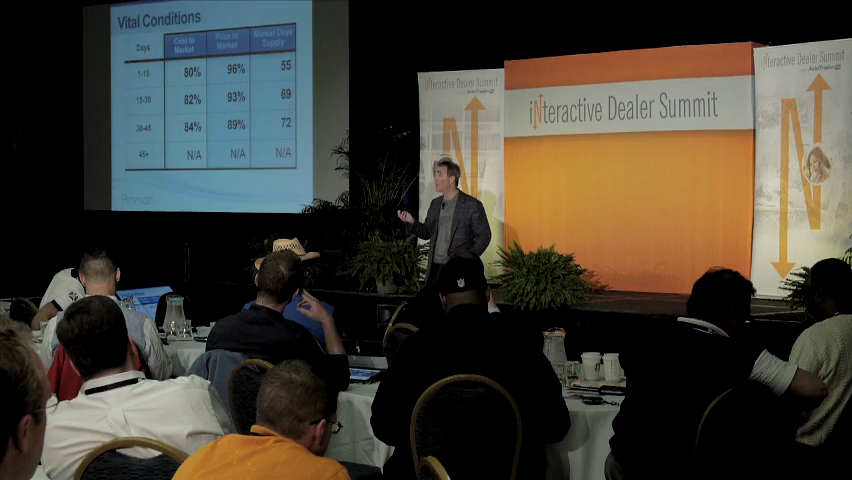 Vital Conditions
Days Cost to Market Price to Market Market Days Supply
1-15 80% 96% 55
15-30 82% 93% 69
30-45 84% 89% 72
45+ N/A N/A N/A
Provision
iNteractive Dealer Summit
iNteractive Dealer Summit
iNteractive Dealer Summit